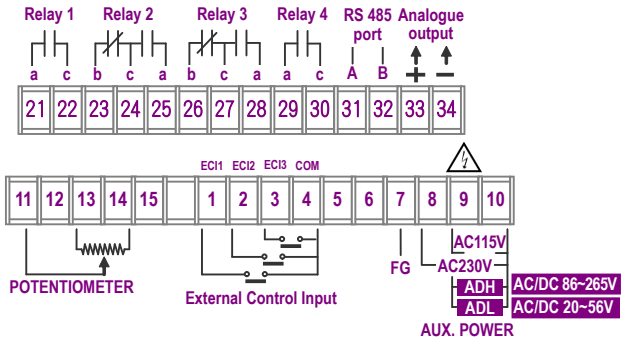 Relay 1 Relay 2 Relay 3 Relay 4 RS 485 port Analogue output
a c b c a b c a a c A B + −
21 22 23 24 25 26 27 28 29 30 31 32 33 34
ECI1 ECI2 ECI3 COM
11 12 13 14 15 1 2 3 4 5 6 7 8 9 10
AC115V
FG AC230V
POTENTIOMETER
External Control Input
ADH AC/DC 86~265V
ADL AC/DC 20~56V
AUX. POWER